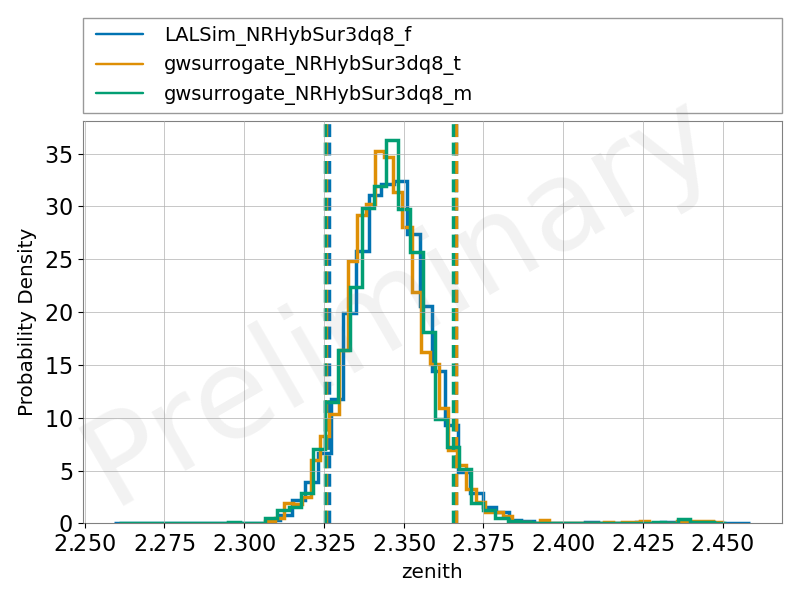 LALSim_NRHybSur3dq8_f
gwsurrogate_NRHybSur3dq8_t
gwsurrogate_NRHybSur3dq8_m
Preliminary
Probability Density
35
30
25
20
15
10
5
0
2.250 2.275 2.300 2.325 2.350 2.375 2.400 2.425 2.450
zenith